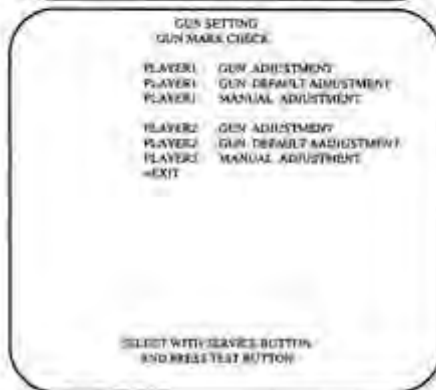 GUN SETTING
GUN MARK CHECK
PLAYER1 GUN ADJUSTMENT
PLAYER1 GUN DEFAULT ADJUSTMENT
PLAYER1 MANUAL ADJUSTMENT
PLAYER2 GUN ADJUSTMENT
PLAYER2 GUN DEFAULT AADJUSTMENT
PLAYER2 MANUAL ADJUSTMENT
⇒EXIT
SELECT WITH SERVICE BUTTON
AND PRESS TEST BUTTON